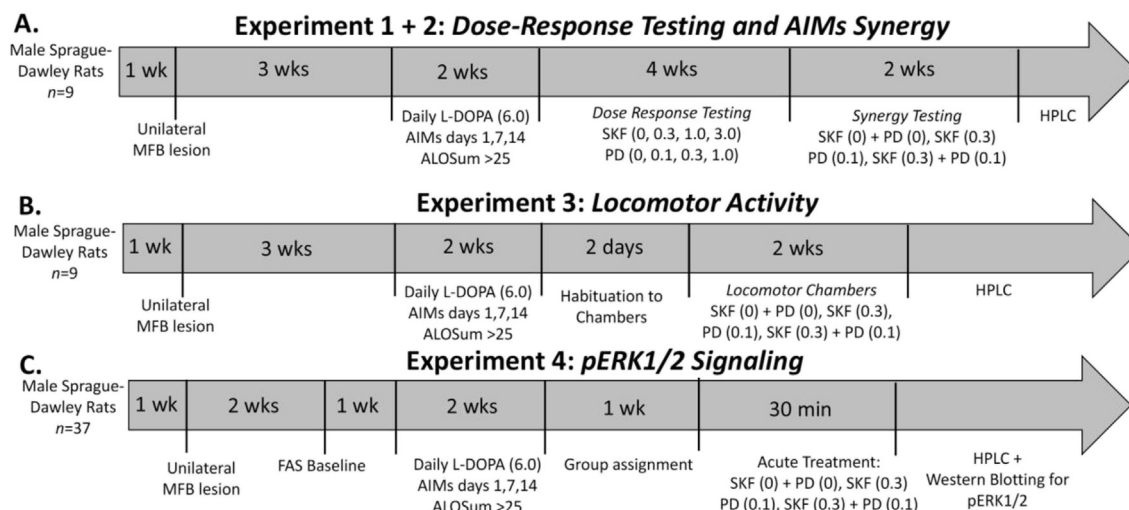 A.
Experiment 1 + 2: Dose-Response Testing and AIMs Synergy
Male Sprague-
Dawley Rats
n=9
1 wk
3 wks
2 wks
4 wks
2 wks
Unilateral
MFB lesion
Daily L-DOPA (6.0)
AIMs days 1,7,14
ALOSum >25
Dose Response Testing
SKF (0, 0.3, 1.0, 3.0)
PD (0, 0.1, 0.3, 1.0)
Synergy Testing
SKF (0) + PD (0), SKF (0.3)
PD (0.1), SKF (0.3) + PD (0.1)
HPLC
B.
Experiment 3: Locomotor Activity
Male Sprague-
Dawley Rats
n=9
1 wk
3 wks
2 wks
2 days
2 wks
Unilateral
MFB lesion
Daily L-DOPA (6.0)
AIMs days 1,7,14
ALOSum >25
Habituation to
Chambers
Locomotor Chambers
SKF (0) + PD (0), SKF (0.3),
PD (0.1), SKF (0.3) + PD (0.1)
HPLC
C.
Experiment 4: pERK1/2 Signaling
Male Sprague-
Dawley Rats
n=37
1 wk
2 wks
1 wk
2 wks
1 wk
30 min
Unilateral
MFB lesion
FAS Baseline
Daily L-DOPA (6.0)
AIMs days 1,7,14
ALOSum >25
Group assignment
Acute Treatment:
SKF (0) + PD (0), SKF (0.3)
PD (0.1), SKF (0.3) + PD (0.1)
HPLC +
Western Blotting for
pERK1/2